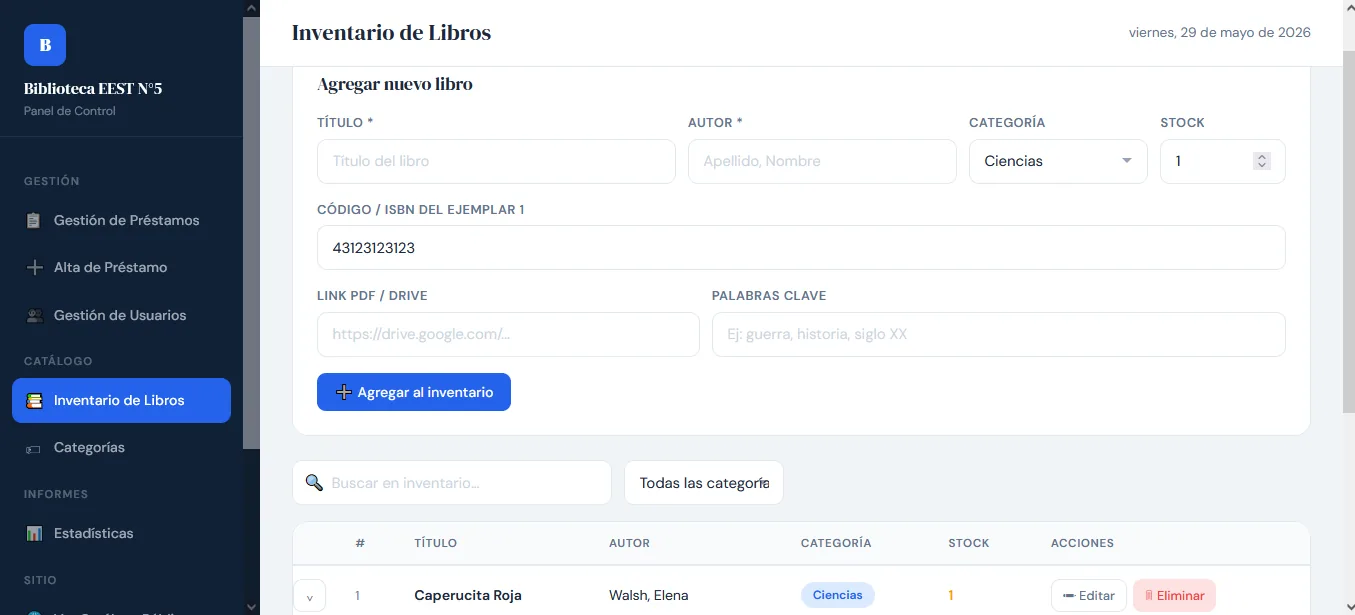 B
Biblioteca EEST N°5
Panel de Control
GESTIÓN
Gestión de Préstamos
Alta de Préstamo
Gestión de Usuarios
CATÁLOGO
Inventario de Libros
Categorías
INFORMES
Estadísticas
SITIO
Inventario de Libros
viernes, 29 de mayo de 2026
Agregar nuevo libro
TÍTULO *
AUTOR *
CATEGORÍA
STOCK
Título del libro
Apellido, Nombre
Ciencias
1
CÓDIGO / ISBN DEL EJEMPLAR 1
43123123123
LINK PDF / DRIVE
PALABRAS CLAVE
https://drive.google.com/...
Ej: guerra, historia, siglo XX
Agregar al inventario
Buscar en inventario...
Todas las categoría
# TÍTULO AUTOR CATEGORÍA STOCK ACCIONES
v 1 Caperucita Roja Walsh, Elena Ciencias 1 Editar Eliminar